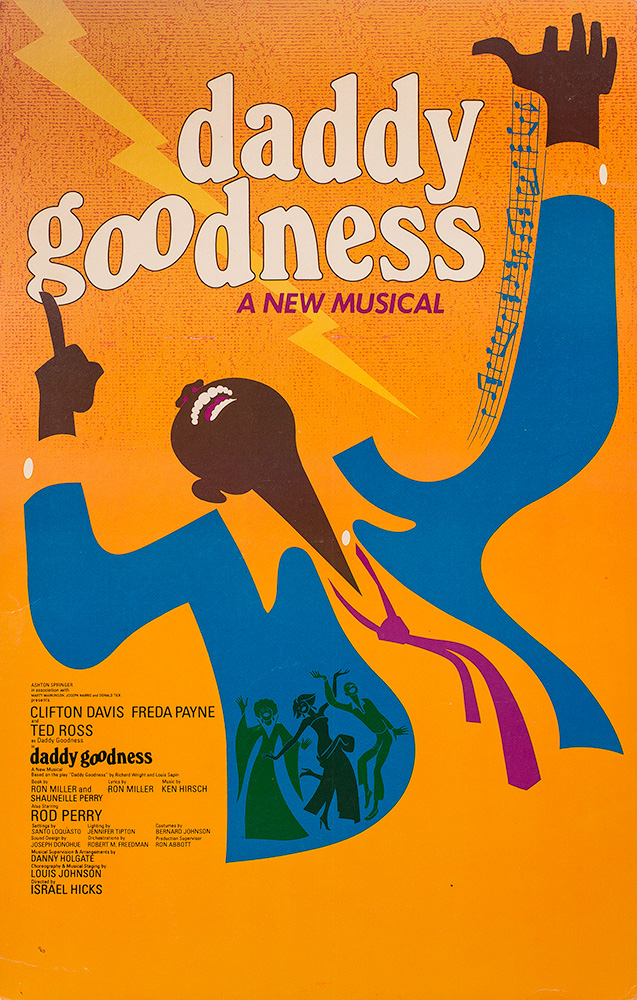 daddy
goodness
A NEW MUSICAL
ASHTON SPRINGER
in association with
presents
CLIFTON DAVIS FREDA PAYNE
and
TED ROSS
as Daddy Goodness
in
daddy goodness
A New Musical
Based on the play "Daddy Goodness" by Richard Wright and Louis Sapin
Book by Lyrics by Music by
RON MILLER and RON MILLER KEN HIRSCH
SHAUNEILLE PERRY
Also Starring
ROD PERRY
Settings by Lighting by Costumes by
SANTO LOQUASTO JENNIFER TIPTON BERNARD JOHNSON
Sound Design by Orchestrations by Production Supervisor
JOSEPH DONOHUE ROBERT M. FREEDMAN RON ABBOTT
Musical Supervision & Arrangements by
DANNY HOLGATE
Choreography & Musical Staging by
LOUIS JOHNSON
Directed by
ISRAEL HICKS